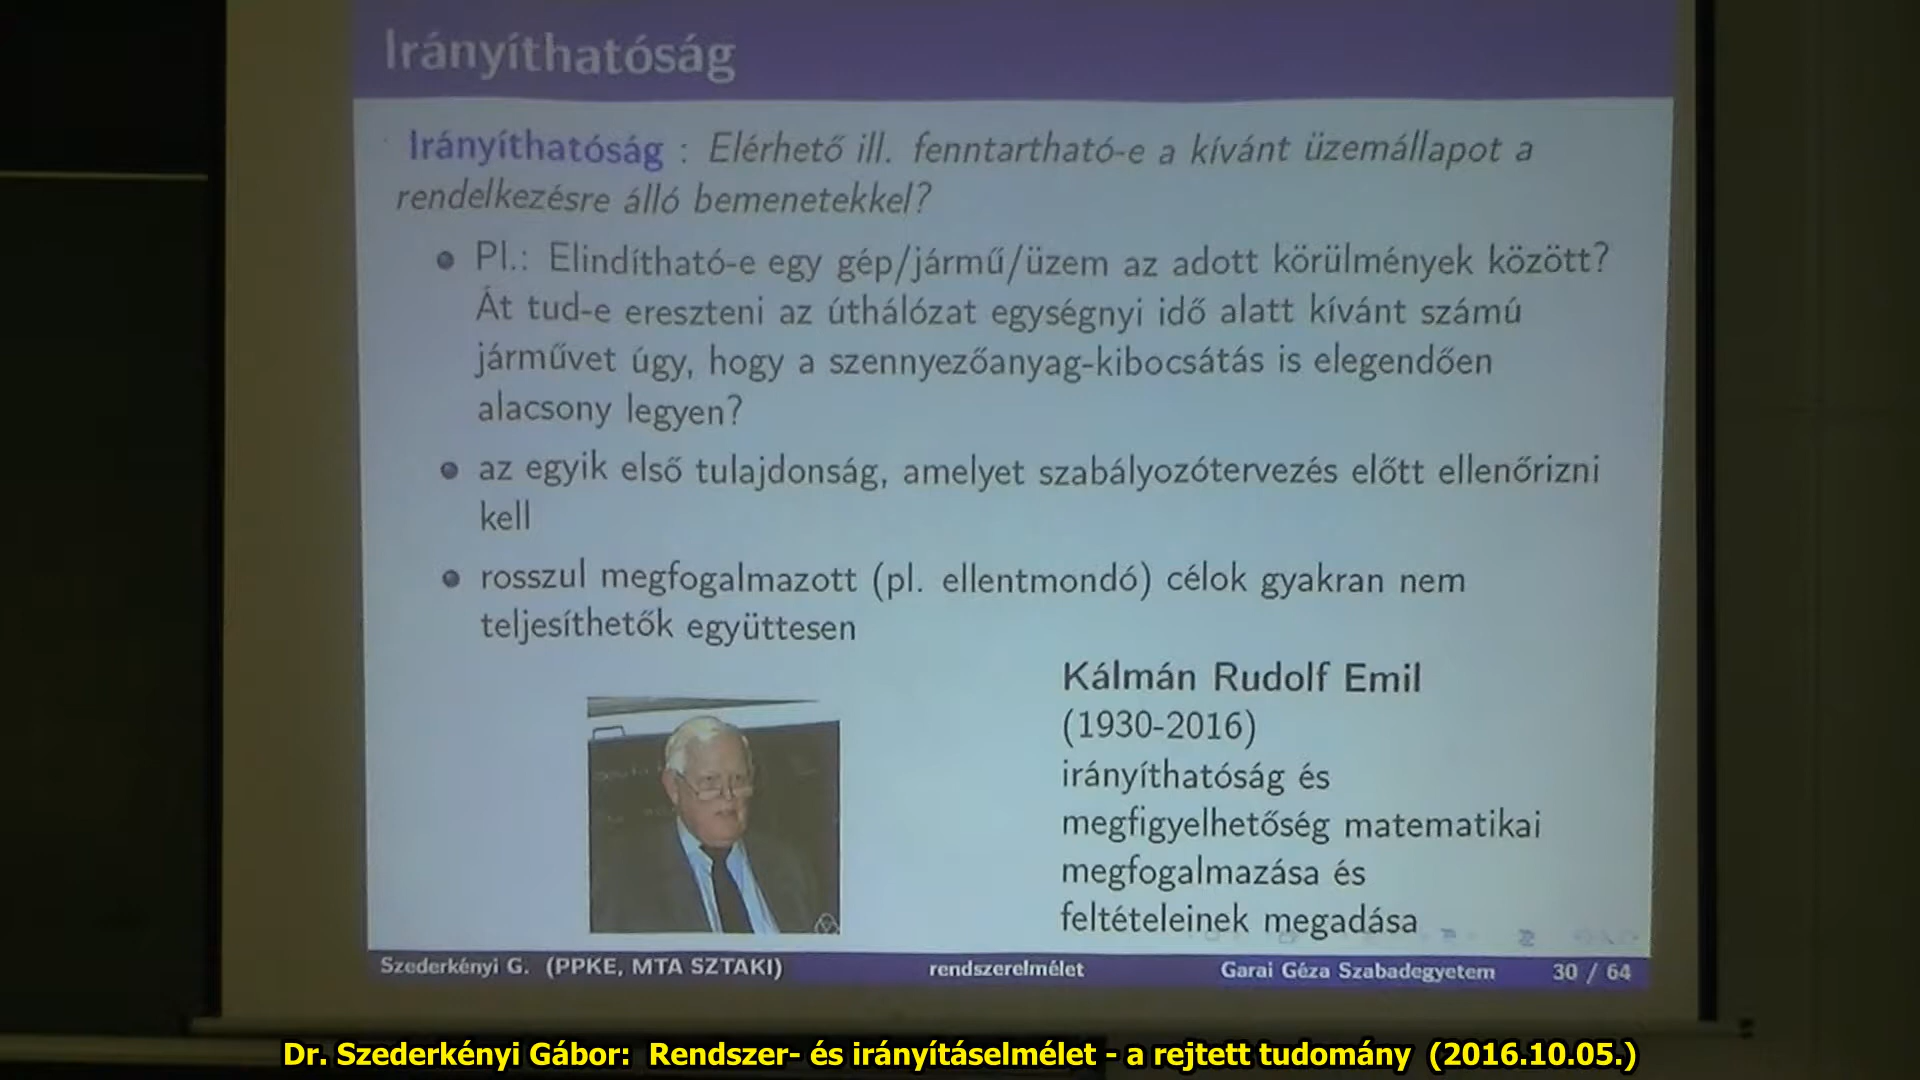 Irányíthatóság
Irányíthatóság : Elérhető ill. fenntartható-e a kívánt üzemállapot a
rendelkezésre álló bemenetekkel?
Pl.: Elindítható-e egy gép/jármű/üzem az adott körülmények között?
Át tud-e ereszteni az úthálózat egységnyi idő alatt kívánt számú
járművet úgy, hogy a szennyezőanyag-kibocsátás is elegendően
alacsony legyen?
az egyik első tulajdonság, amelyet szabályozótervezés előtt ellenőrizni
kell
rosszul megfogalmazott (pl. ellentmondó) célok gyakran nem
teljesíthetők együttesen
Kálmán Rudolf Emil
(1930-2016)
irányíthatóság és
megfigyelhetőség matematikai
megfogalmazása és
feltételeinek megadása
Szederkényi G. (PPKE, MTA SZTAKI) rendszerelmélet Garai Géza Szabadegyetem 30 / 64
Dr. Szederkényi Gábor: Rendszer- és irányításelmélet - a rejtett tudomány (2016.10.05.)